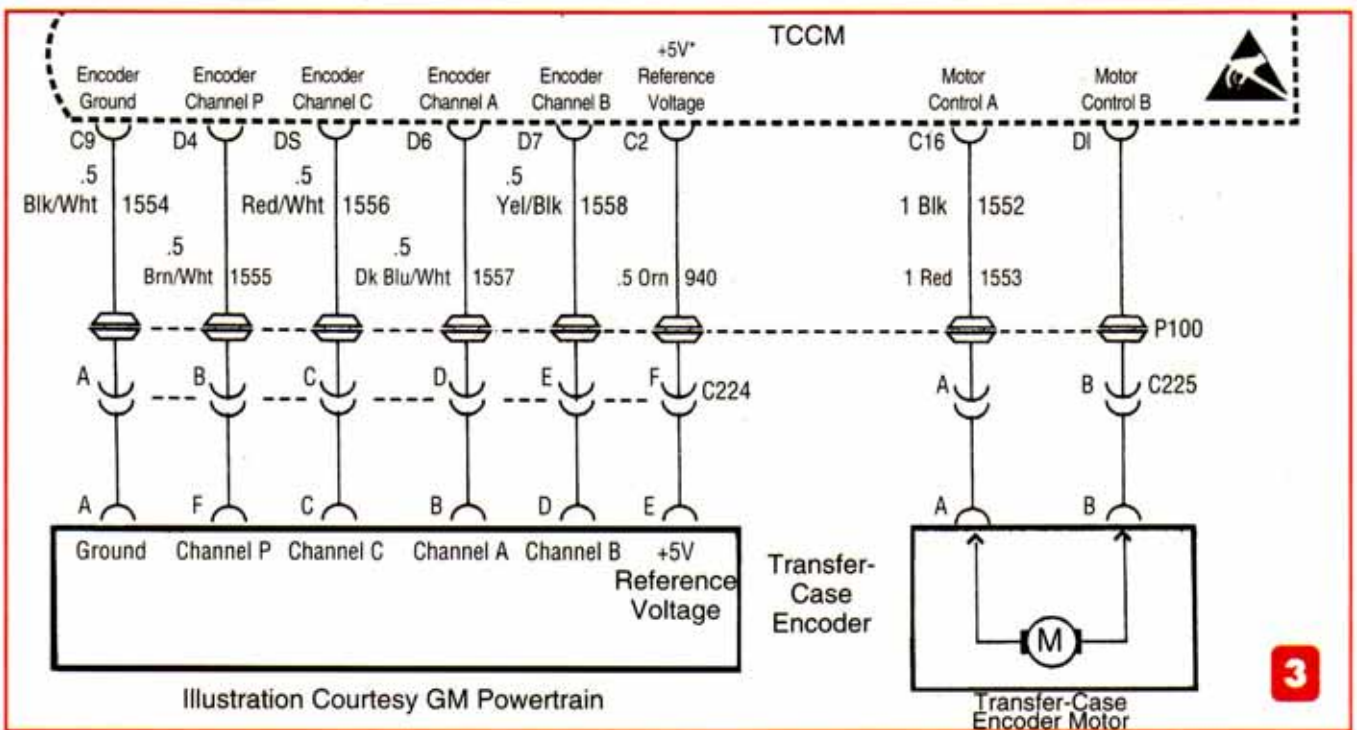 TCCM
Encoder Ground
Encoder Channel P
Encoder Channel C
Encoder Channel A
Encoder Channel B
+5V* Reference Voltage
Motor Control A
Motor Control B
C9 D4 DS D6 D7 C2 C16 DI
.5 .5 .5
Blk/Wht 1554 Red/Wht 1556 Yel/Blk 1558 1 Blk 1552
.5 .5
Brn/Wht 1555 Dk Blu/Wht 1557 .5 Orn 940 1 Red 1553
P100
A B C D E F C224 A B C225
A F C B D E A B
Ground Channel P Channel C Channel A Channel B +5V
Reference
Voltage
Transfer-
Case
Encoder
M
3
Illustration Courtesy GM Powertrain
Transfer-Case
Encoder Motor